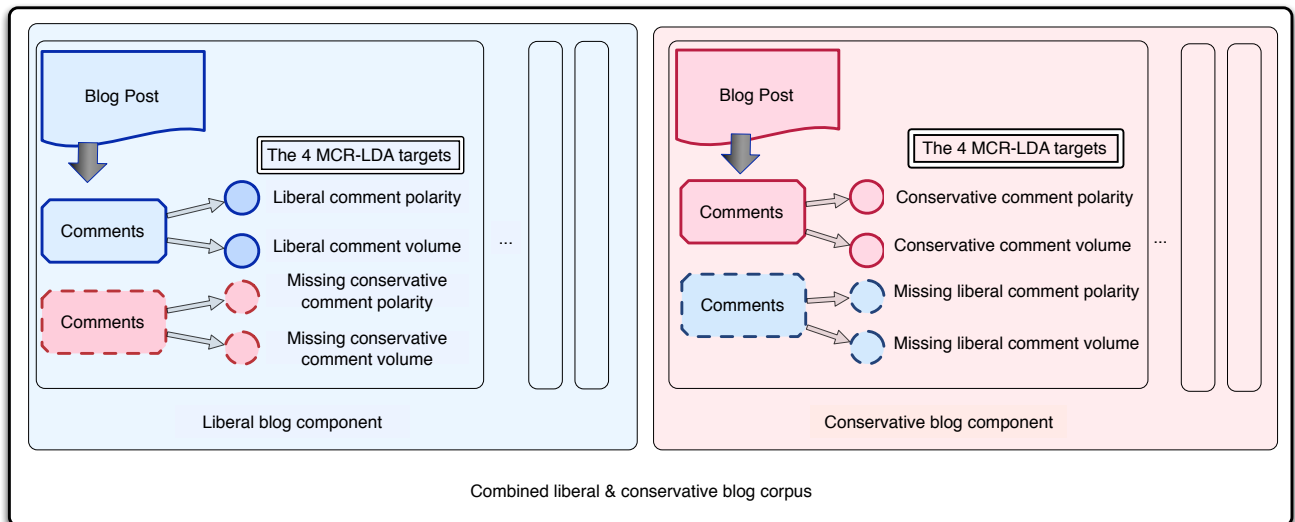 Blog Post
The 4 MCR-LDA targets
Comments
Liberal comment polarity
Liberal comment volume
Comments
Missing conservative
comment polarity
Missing conservative
comment volume
...
Liberal blog component
Blog Post
The 4 MCR-LDA targets
Comments
Conservative comment polarity
Conservative comment volume
Comments
Missing liberal comment polarity
Missing liberal comment volume
...
Conservative blog component
Combined liberal & conservative blog corpus